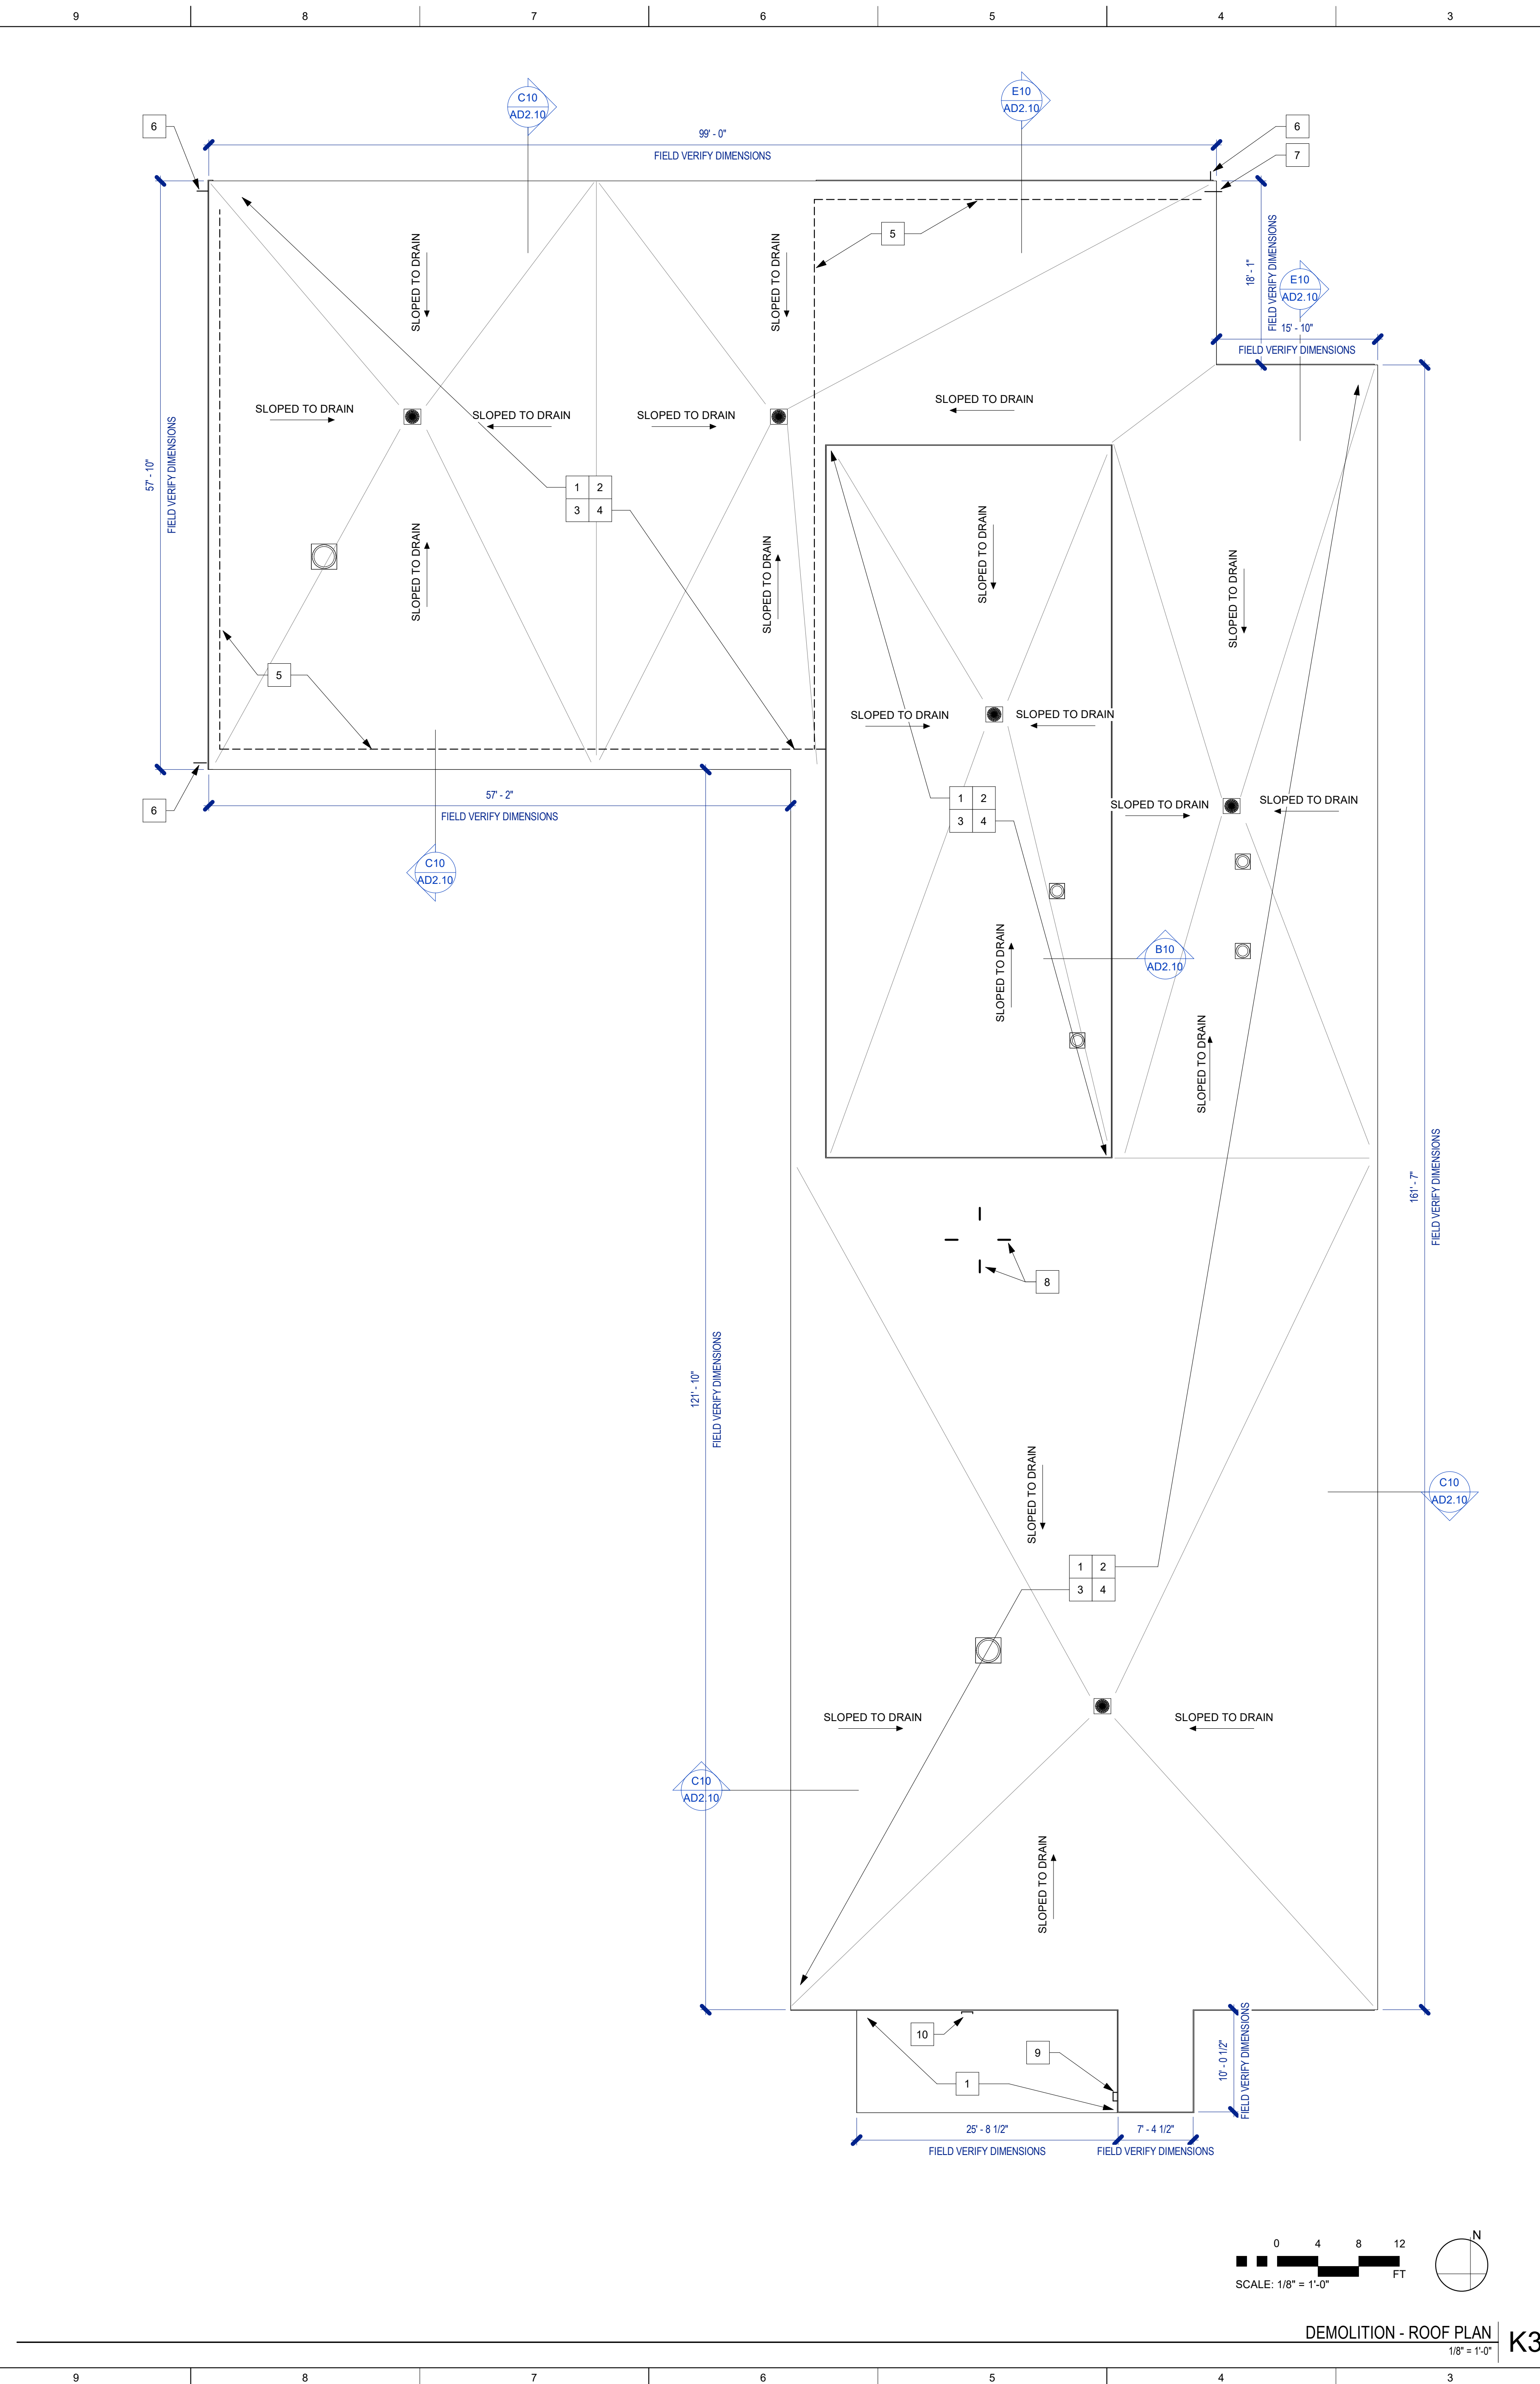 9 8 7 6 5 4 3
C10
AD2.10
E10
AD2.10
6
99' - 0"
FIELD VERIFY DIMENSIONS
6
7
5
SLOPED TO DRAIN
SLOPED TO DRAIN
18' - 1"
FIELD VERIFY DIMENSIONS
E10
AD2.10
15' - 10"
FIELD VERIFY DIMENSIONS
57' - 10"
FIELD VERIFY DIMENSIONS
SLOPED TO DRAIN
SLOPED TO DRAIN
SLOPED TO DRAIN
SLOPED TO DRAIN
1 2
3 4
SLOPED TO DRAIN
SLOPED TO DRAIN
SLOPED TO DRAIN
SLOPED TO DRAIN
5
SLOPED TO DRAIN
SLOPED TO DRAIN
57' - 2"
FIELD VERIFY DIMENSIONS
6
1 2
3 4
SLOPED TO DRAIN
SLOPED TO DRAIN
C10
AD2.10
SLOPED TO DRAIN
B10
AD2.10
SLOPED TO DRAIN
161' - 7"
FIELD VERIFY DIMENSIONS
8
121' - 10"
FIELD VERIFY DIMENSIONS
SLOPED TO DRAIN
C10
AD2.10
1 2
3 4
SLOPED TO DRAIN
SLOPED TO DRAIN
C10
AD2.10
SLOPED TO DRAIN
10
9
1
10' - 0 1/2"
FIELD VERIFY DIMENSIONS
25' - 8 1/2"
FIELD VERIFY DIMENSIONS
7' - 4 1/2"
FIELD VERIFY DIMENSIONS
N
0 4 8 12
FT
SCALE: 1/8" = 1'-0"
DEMOLITION - ROOF PLAN
1/8" = 1'-0"
K3
9 8 7 6 5 4 3